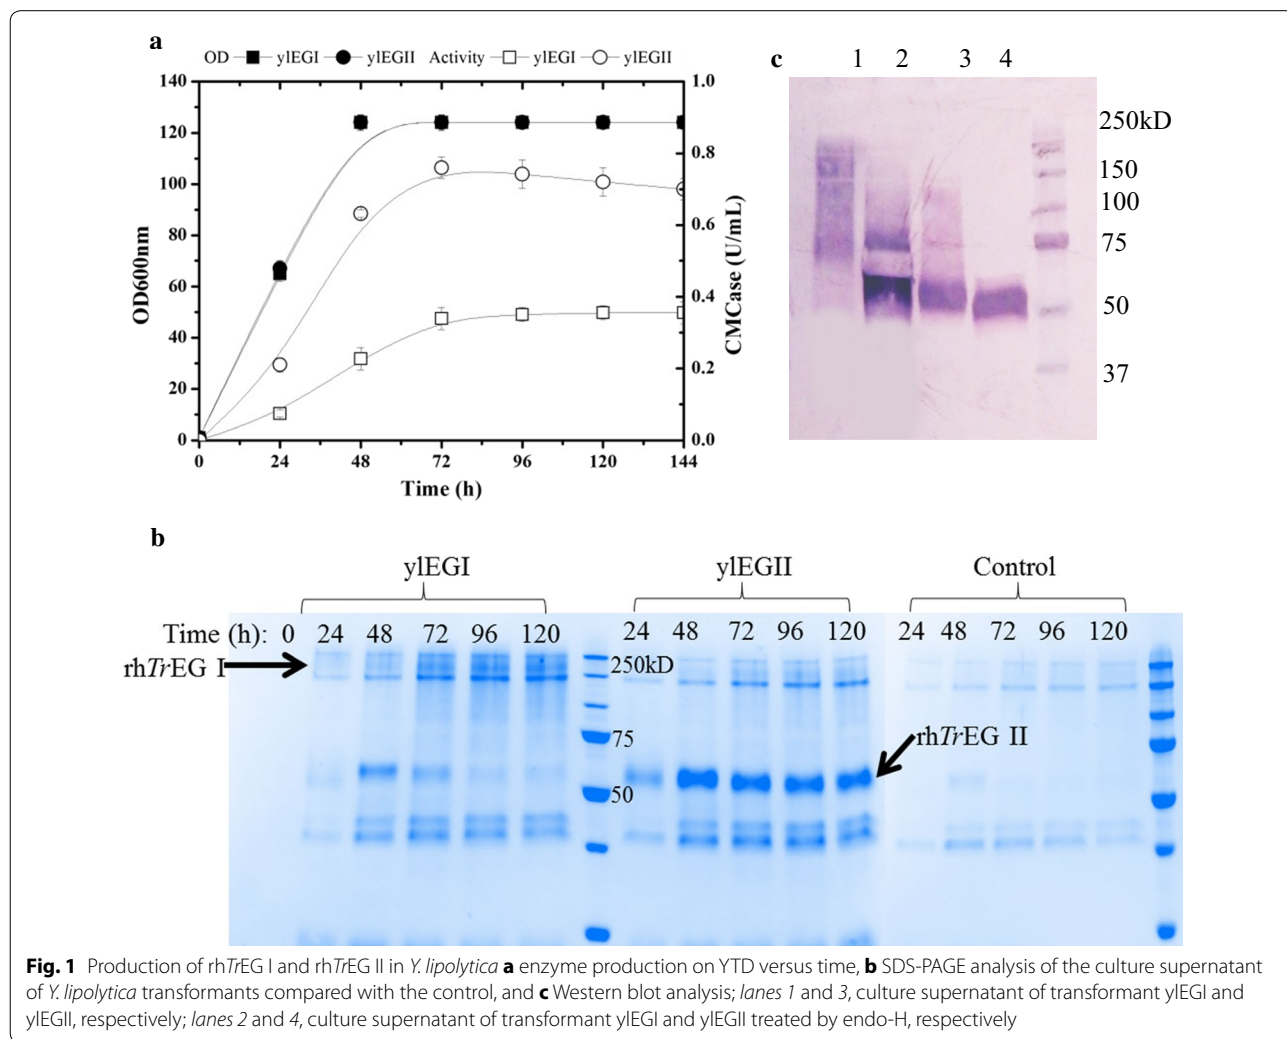 a
OD ylEGI ylEGII Activity ylEGI ylEGII
140
120
100
80
60
40
20
0
OD600nm
1.0
0.8
0.6
0.4
0.2
0.0
CMCase (U/mL)
0 24 48 72 96 120 144
Time (h)
c
1 2 3 4
250kD
150
100
75
50
37
b
ylEGI ylEGII Control
Time (h): 0 24 48 72 96 120 24 48 72 96 120 24 48 72 96 120
rhTrEG I
250kD
75
rhTrEG II
50
Fig. 1 Production of rhTrEG I and rhTrEG II in Y. lipolytica a enzyme production on YTD versus time, b SDS-PAGE analysis of the culture supernatant
of Y. lipolytica transformants compared with the control, and c Western blot analysis; lanes 1 and 3, culture supernatant of transformant ylEGI and
ylEGII, respectively; lanes 2 and 4, culture supernatant of transformant ylEGI and ylEGII treated by endo-H, respectively